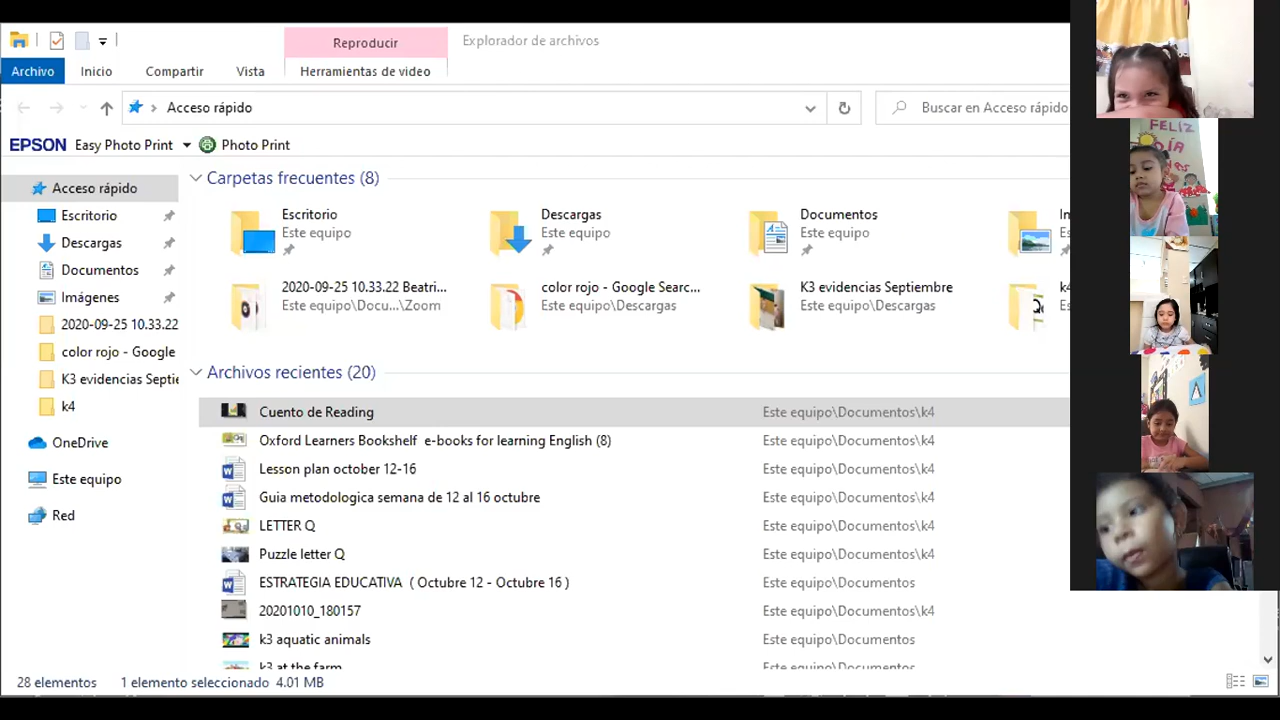 Reproducir
Explorador de archivos
Archivo
Inicio
Compartir
Vista
Herramientas de video
Acceso rápido
Buscar en Acceso rápido
EPSON Easy Photo Print
Photo Print
Acceso rápido
Escritorio
Descargas
Documentos
Imágenes
2020-09-25 10.33.22
color rojo - Google
K3 evidencias Septie
k4
OneDrive
Este equipo
Red
Carpetas frecuentes (8)
Escritorio
Este equipo
Descargas
Este equipo
Documentos
Este equipo
2020-09-25 10.33.22 Beatri...
Este equipo\Docu...\Zoom
color rojo - Google Searc...
Este equipo\Descargas
K3 evidencias Septiembre
Este equipo\Descargas
Archivos recientes (20)
Cuento de Reading Este equipo\Documentos\k4
Oxford Learners Bookshelf e-books for learning English (8) Este equipo\Documentos\k4
Lesson plan october 12-16 Este equipo\Documentos\k4
Guia metodologica semana de 12 al 16 octubre Este equipo\Documentos\k4
LETTER Q Este equipo\Documentos\k4
Puzzle letter Q Este equipo\Documentos\k4
ESTRATEGIA EDUCATIVA ( Octubre 12 - Octubre 16 ) Este equipo\Documentos
20201010_180157 Este equipo\Documentos\k4
k3 aquatic animals Este equipo\Documentos
k3 at the farm Este equipo\Documentos
28 elementos 1 elemento seleccionado 4.01 MB
FELIZ
DÍA